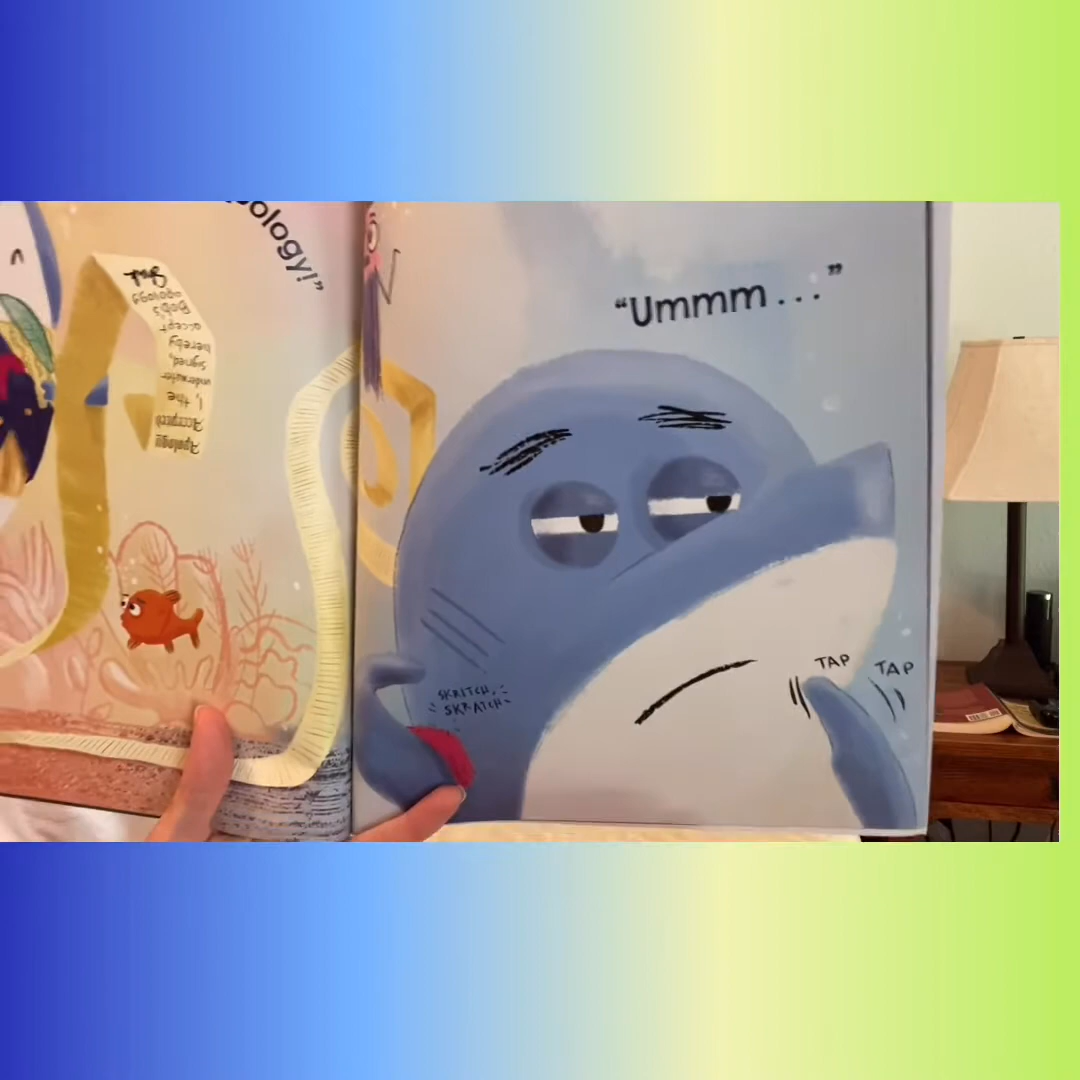 ology!”
Apology
Accepted!
I, the
underwater
signed,
hereby
accept
Bob's
apology
“Ummm . . .”
SKRITCH,
SKRATCH
TAP
TAP